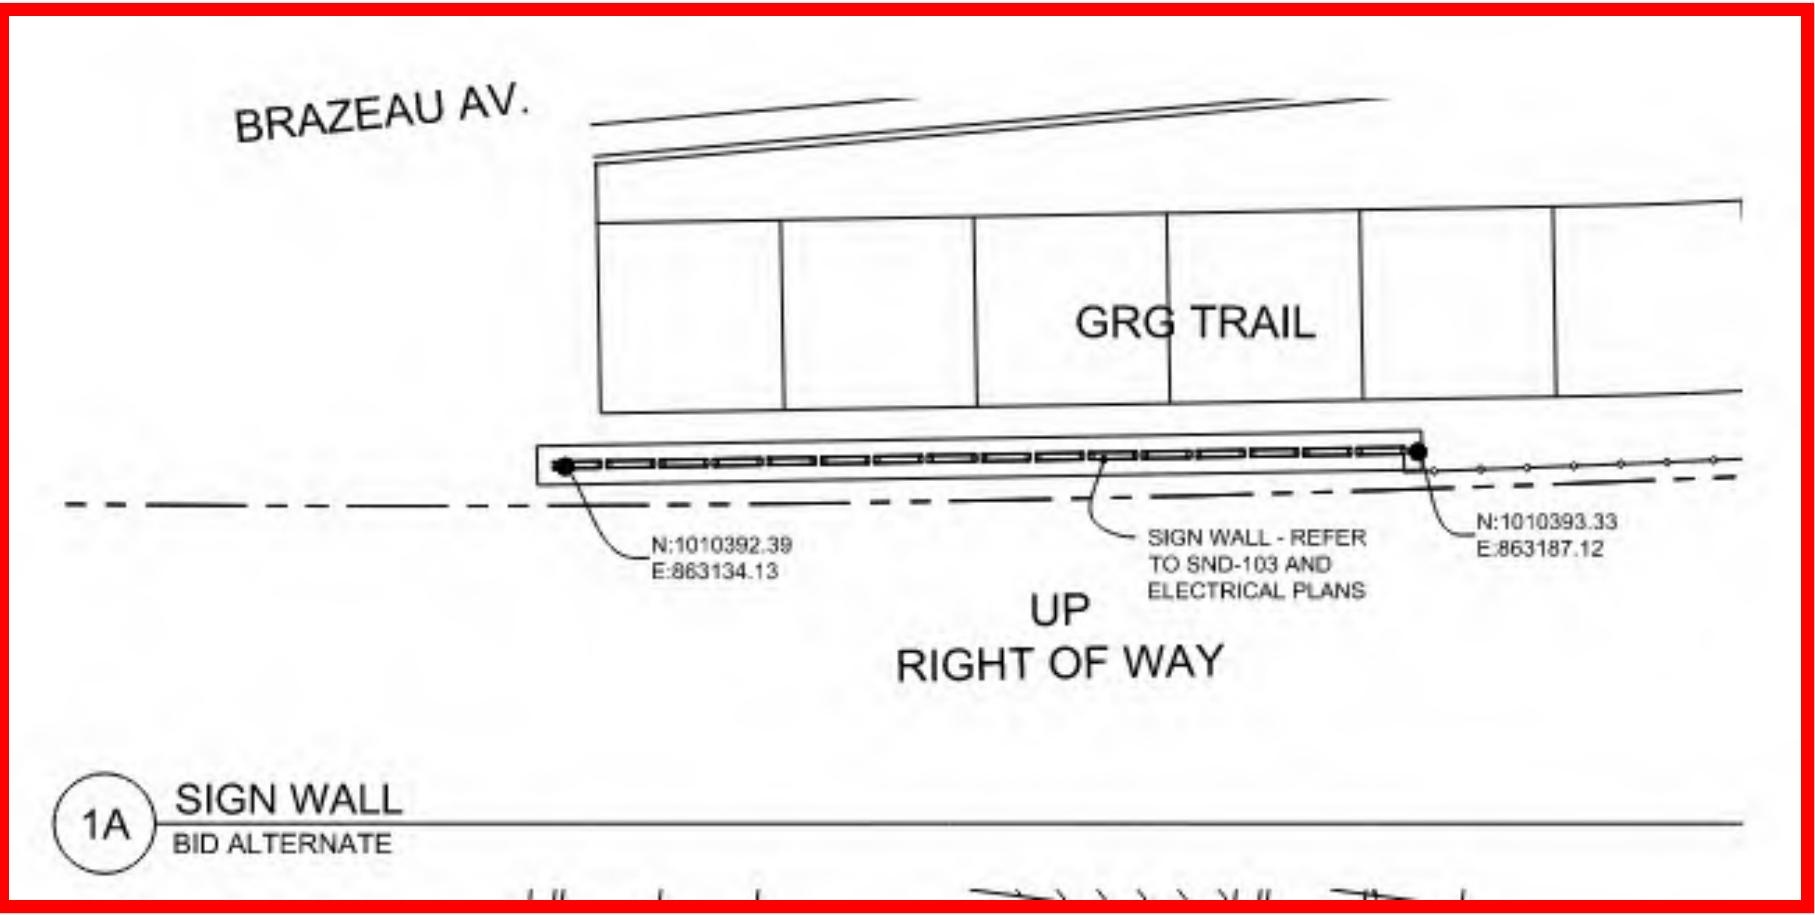 BRAZEAU AV.
GRG TRAIL
N:1010392.39
E:863134.13
SIGN WALL - REFER
TO SND-103 AND
ELECTRICAL PLANS
N:1010393.33
E:863187.12
UP
RIGHT OF WAY
1A
SIGN WALL
BID ALTERNATE